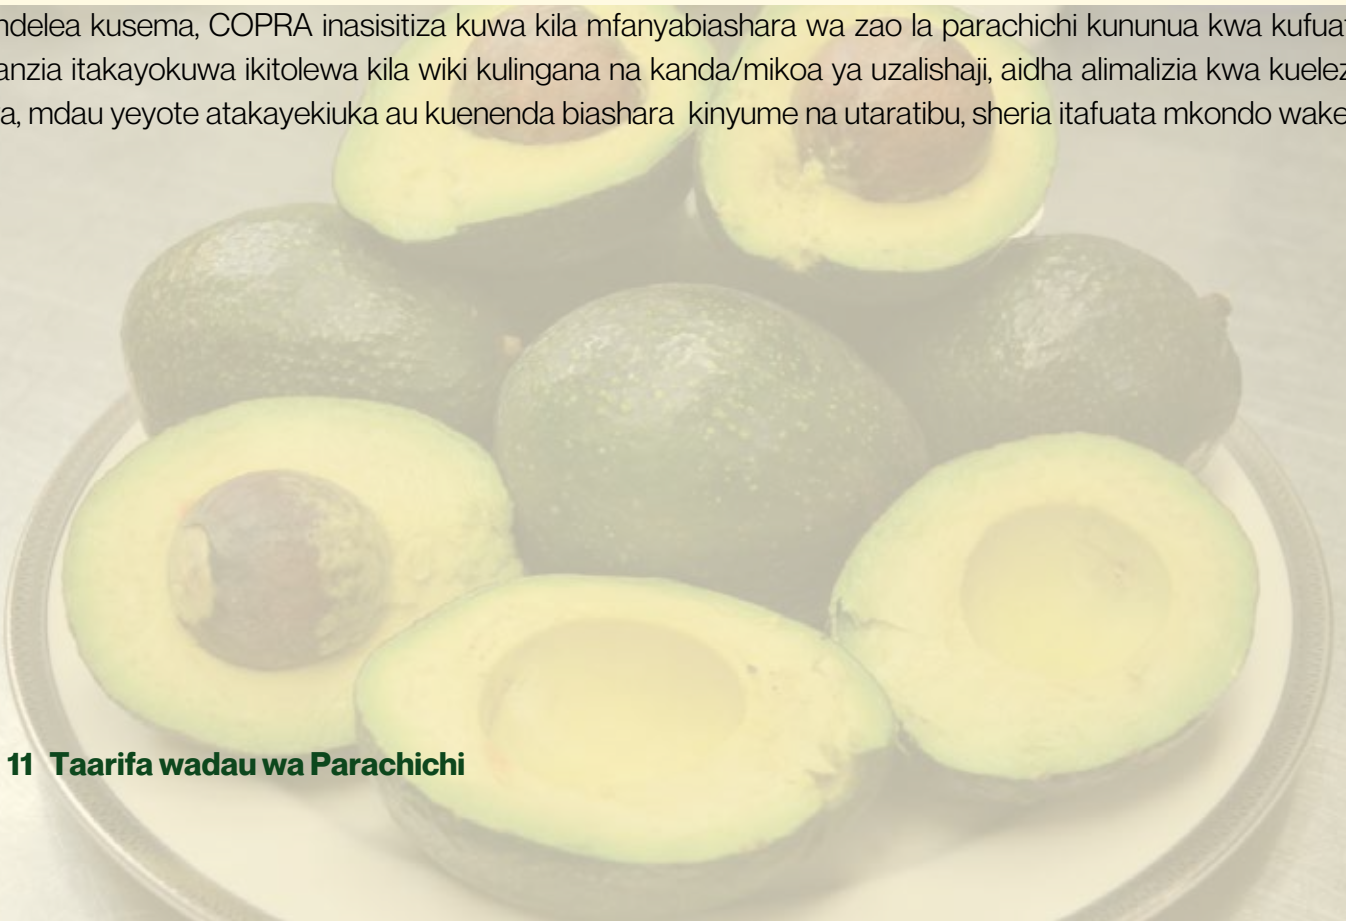 ndelea kusema, COPRA inasisitiza kuwa kila mfanyabiashara wa zao la parachichi kununua kwa kufuat
anzia itakayokuwa ikitolewa kila wiki kulingana na kanda/mikoa ya uzalishaji, aidha alimalizia kwa kuelez
a, mdau yeyote atakayekiuka au kuenenda biashara kinyume na utaratibu, sheria itafuata mkondo wake
11 Taarifa wadau wa Parachichi